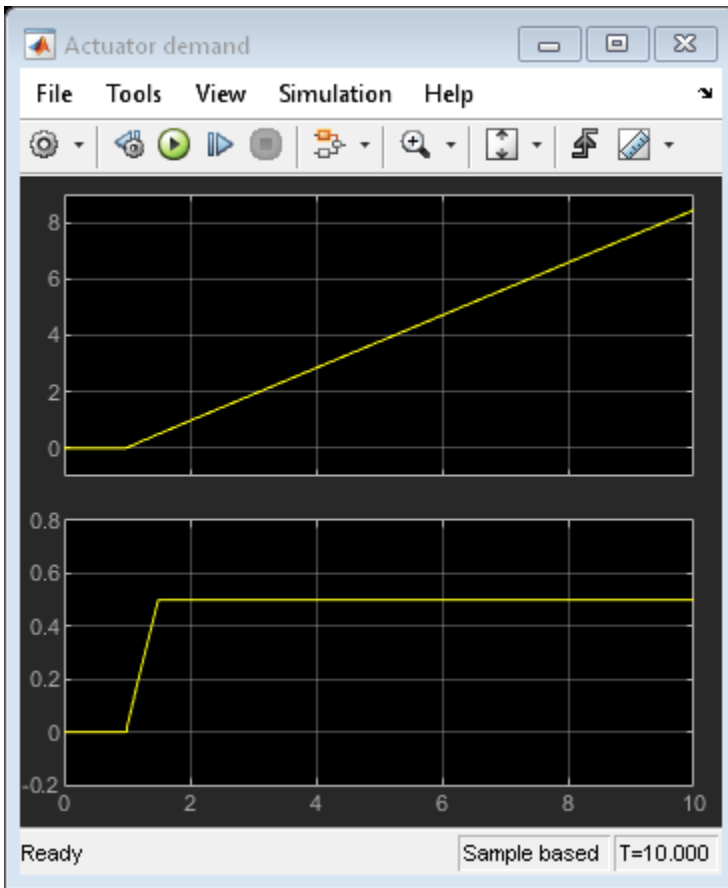 Actuator demand
File Tools View Simulation Help
8
6
4
2
0
0.8
0.6
0.4
0.2
0
-0.2
0 2 4 6 8 10
Ready Sample based T=10.000